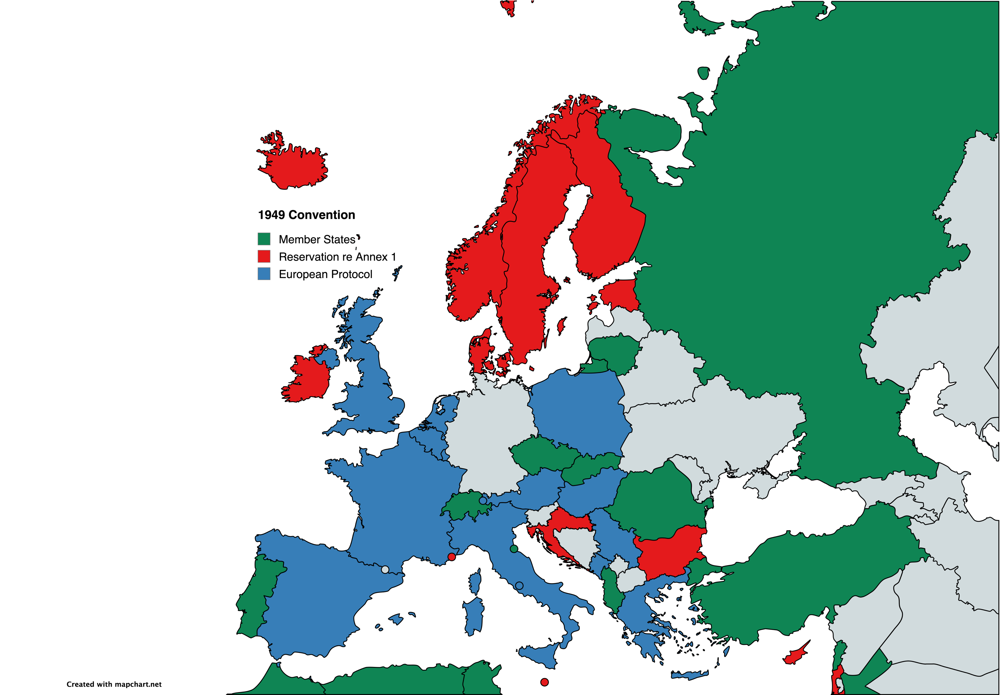 1949 Convention
Member States
Reservation re Annex 1
European Protocol
Created with mapchart.net